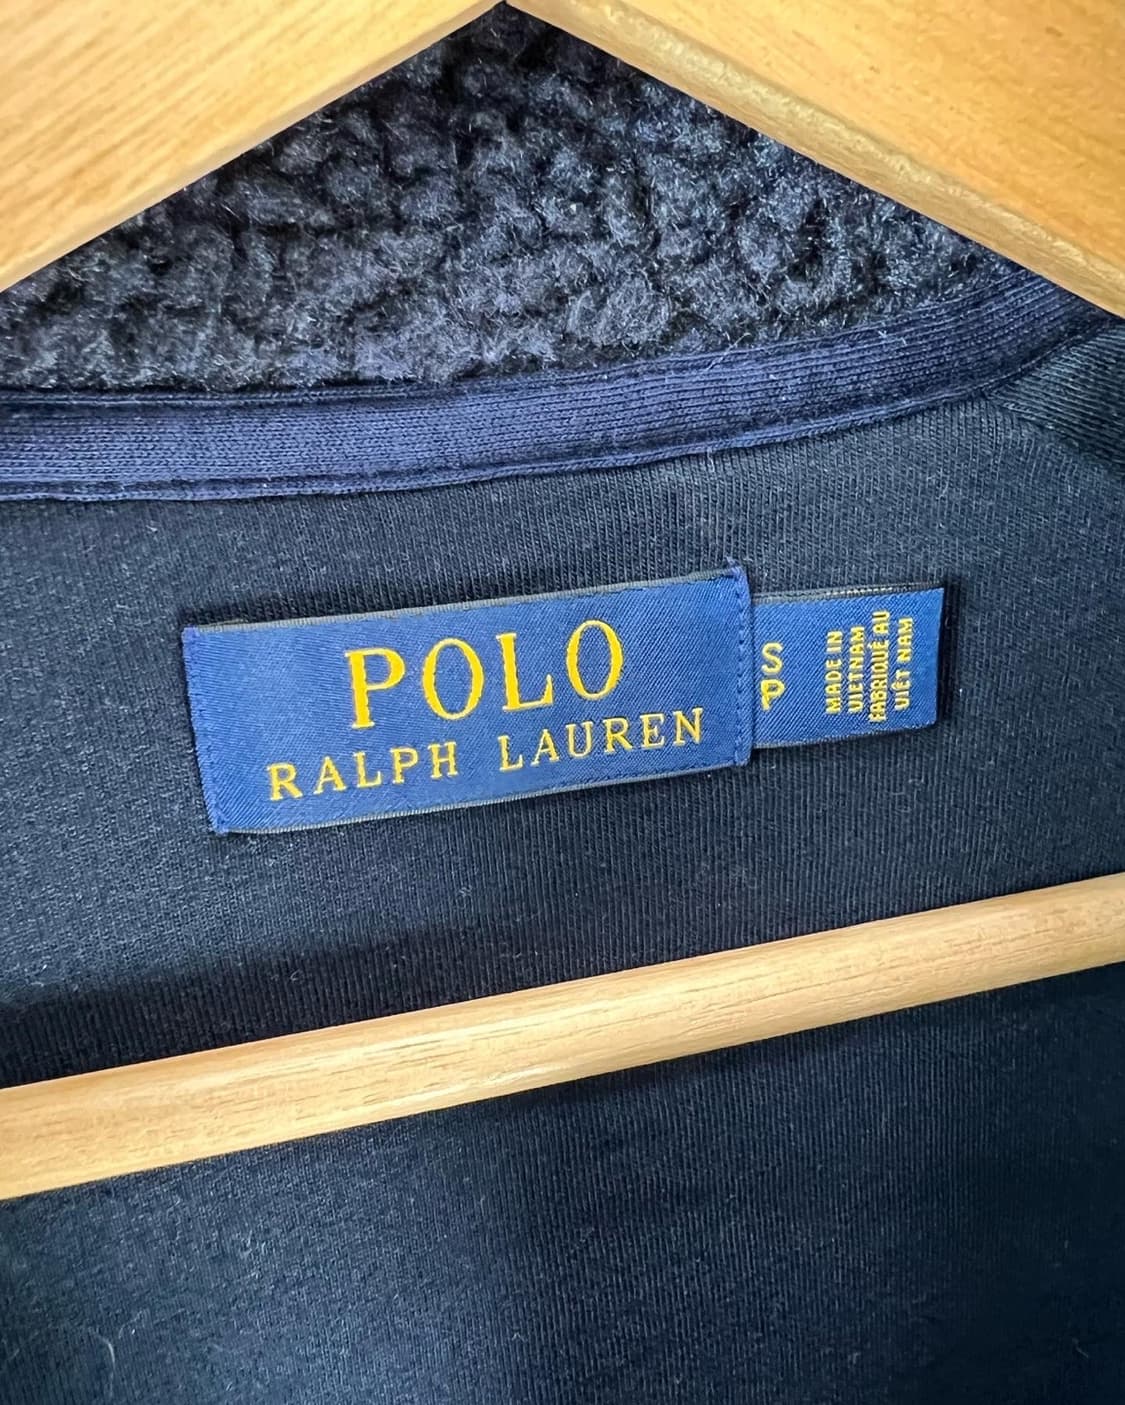 POLO
RALPH LAUREN
S
P
MADE IN
VIETNAM
FABRIQUÉ AU
VIÊT NAM